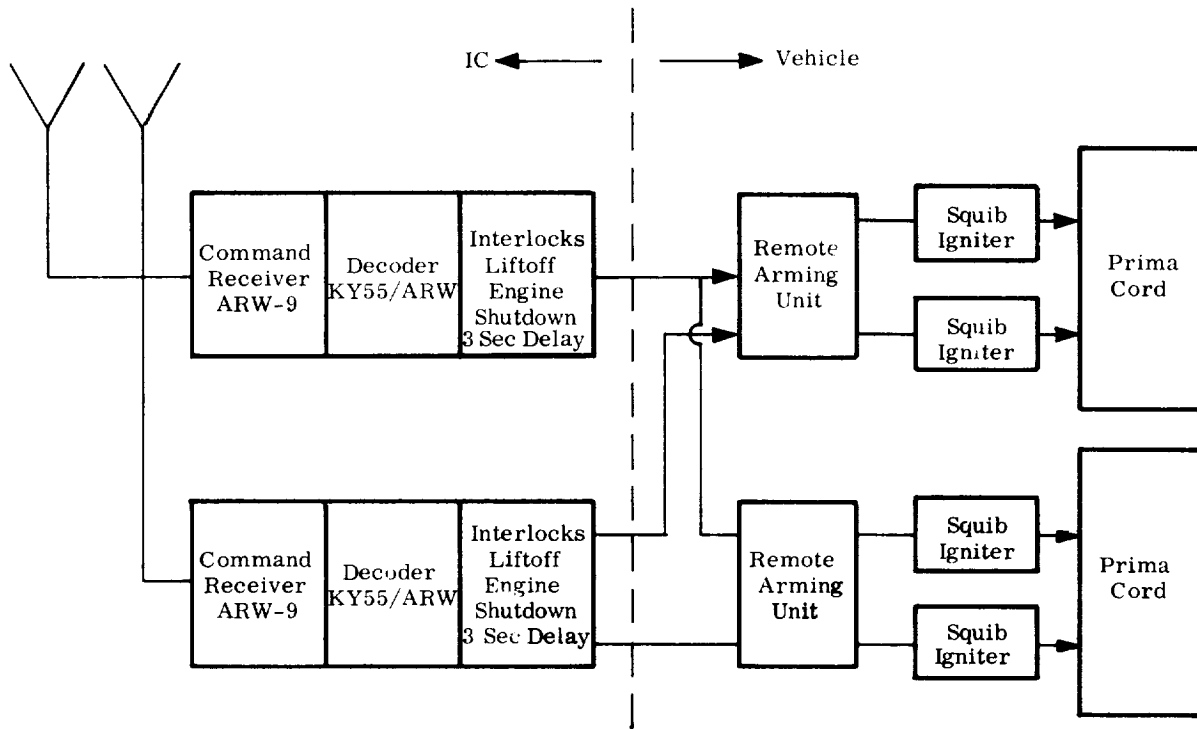 IC
Vehicle
Command
Receiver
ARW-9
Decoder
KY55/ARW
Interlocks
Liftoff
Engine
Shutdown
3 Sec Delay
Remote
Arming
Unit
Squib
Igniter
Squib
Igniter
Prima
Cord
Command
Receiver
ARW-9
Decoder
KY55/ARW
Interlocks
Liftoff
Engine
Shutdown
3 Sec Delay
Remote
Arming
Unit
Squib
Igniter
Squib
Igniter
Prima
Cord